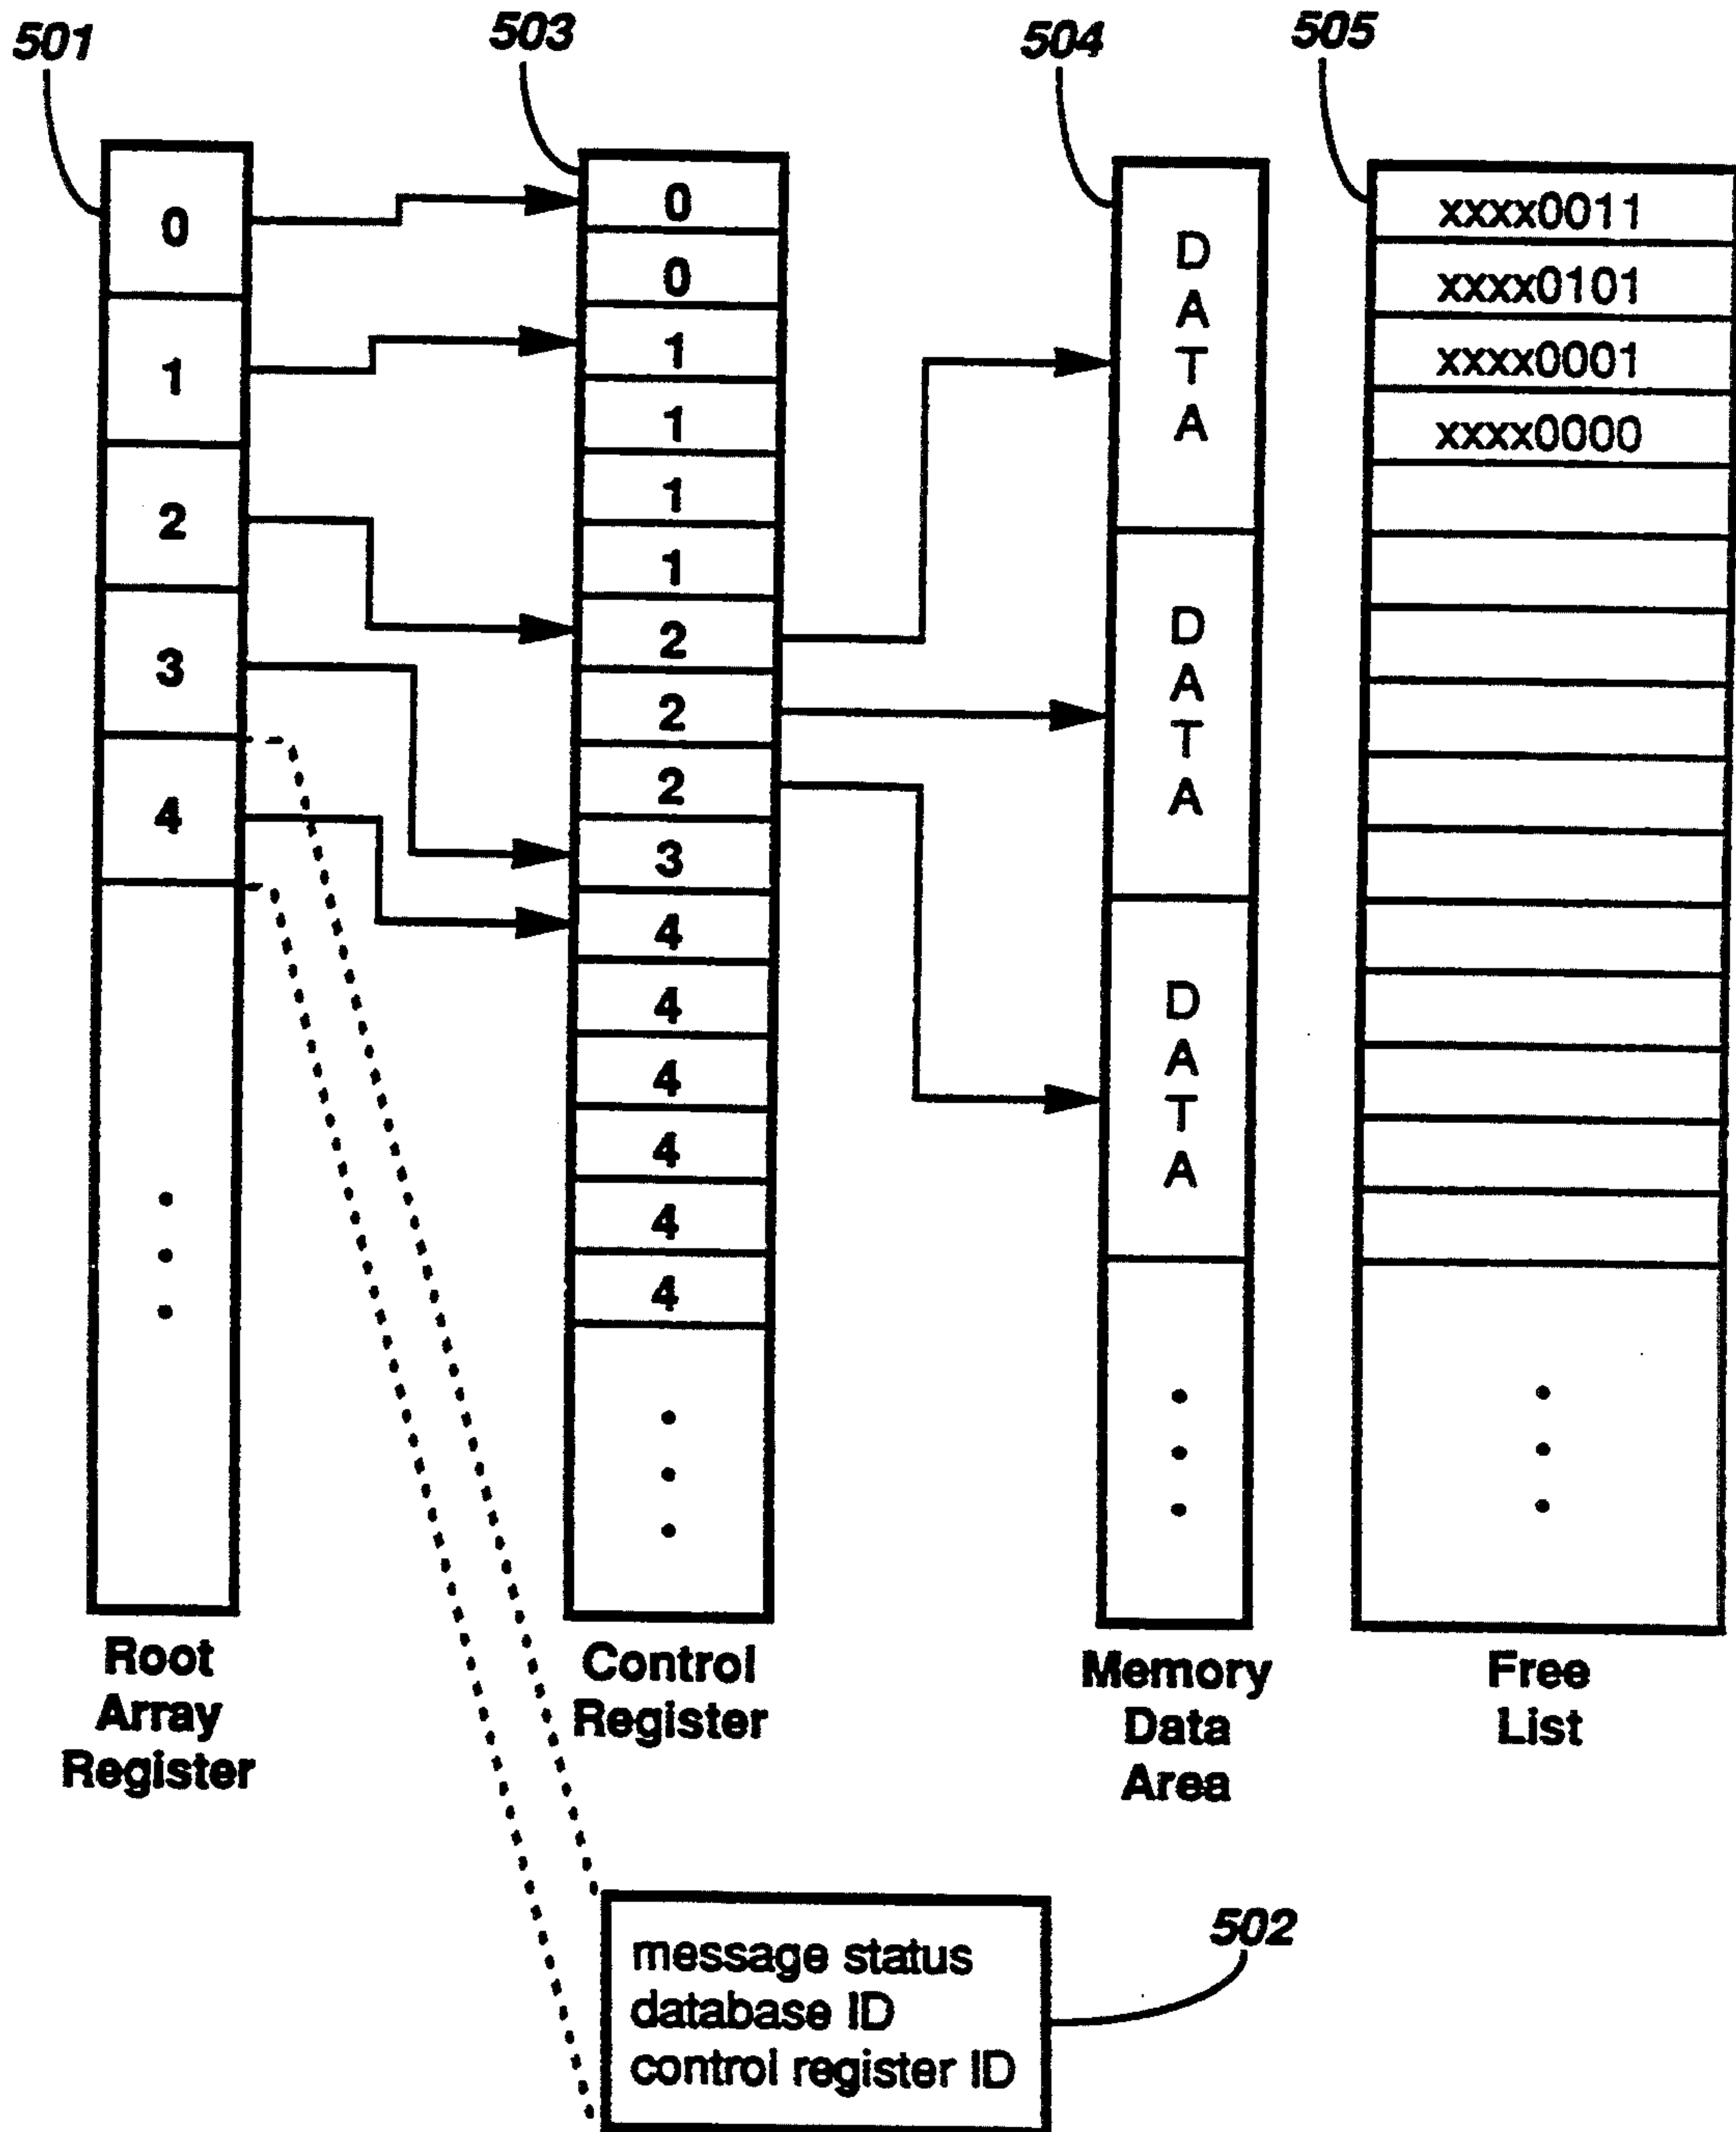 501
503
504
505
0
1
2
3
4
0
0
1
1
1
1
2
2
2
3
4
4
4
4
4
4
D
A
T
A
D
A
T
A
D
A
T
A
xxxx0011
xxxx0101
xxxx0001
xxxx0000
Root
Array
Register
Control
Register
Memory
Data
Area
Free
List
message status
database ID
control register ID
502